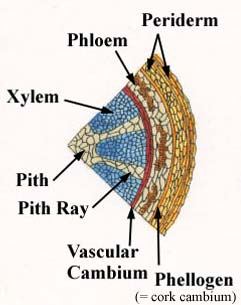 Periderm
Phloem
Xylem
Pith
Pith Ray
Vascular
Cambium
Phellogen
(= cork cambium)